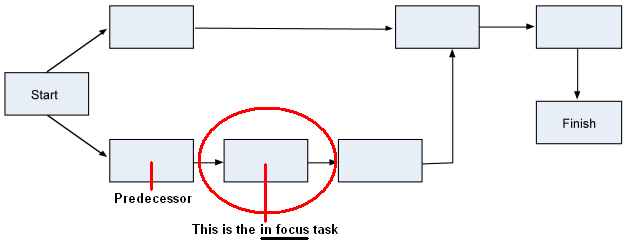 Start
Finish
Predecessor
This is the in focus task